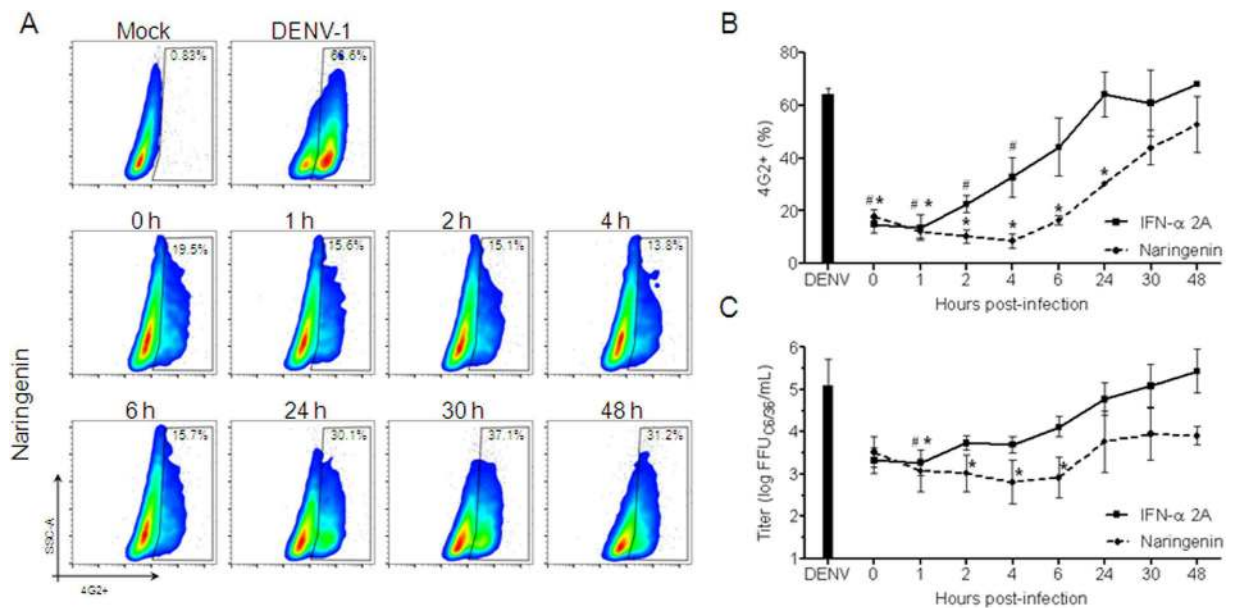 A
Mock
DENV-1
0.83%
66.6%
Naringenin
0 h
1 h
2 h
4 h
19.5%
15.6%
15.1%
13.8%
6 h
24 h
30 h
48 h
15.7%
30.1%
37.1%
31.2%
SSC-A
4G2+
B
4G2+ (%)
80
60
40
20
0
#*
# *
#
*
#
*
*
*
IFN-α 2A
Naringenin
DENV 0 1 2 4 6 24 30 48
Hours post-infection
C
Titer (log FFU C6/36/mL)
6
5
4
3
2
1
# *
*
*
*
IFN-α 2A
Naringenin
DENV 0 1 2 4 6 24 30 48
Hours post-infection